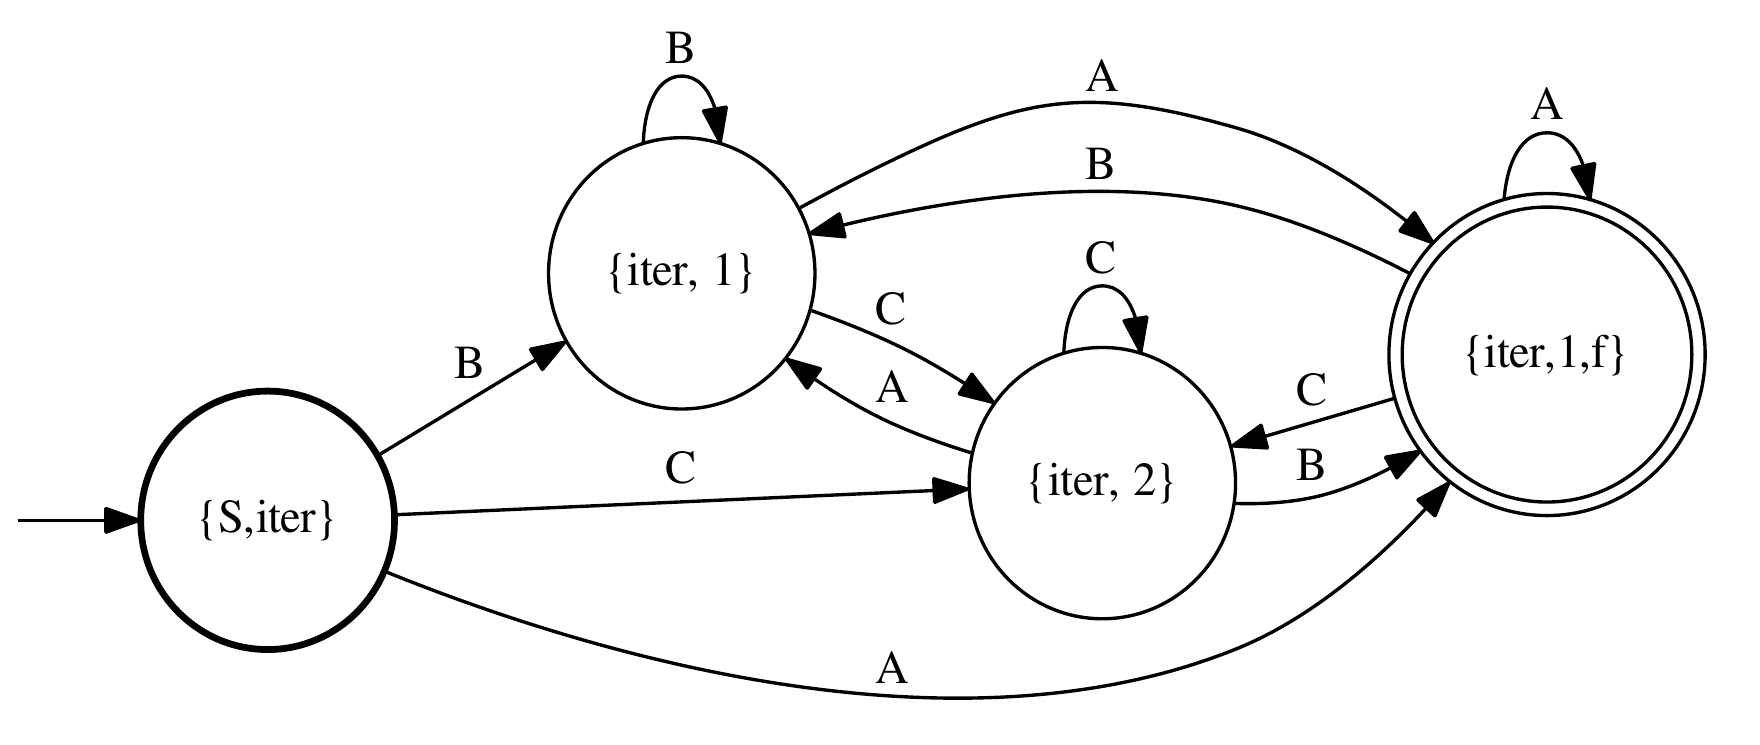 B
A
A
B
{iter, 1}
C
C
{iter,1,f}
B
A
C
{S,iter}
C
{iter, 2}
B
A